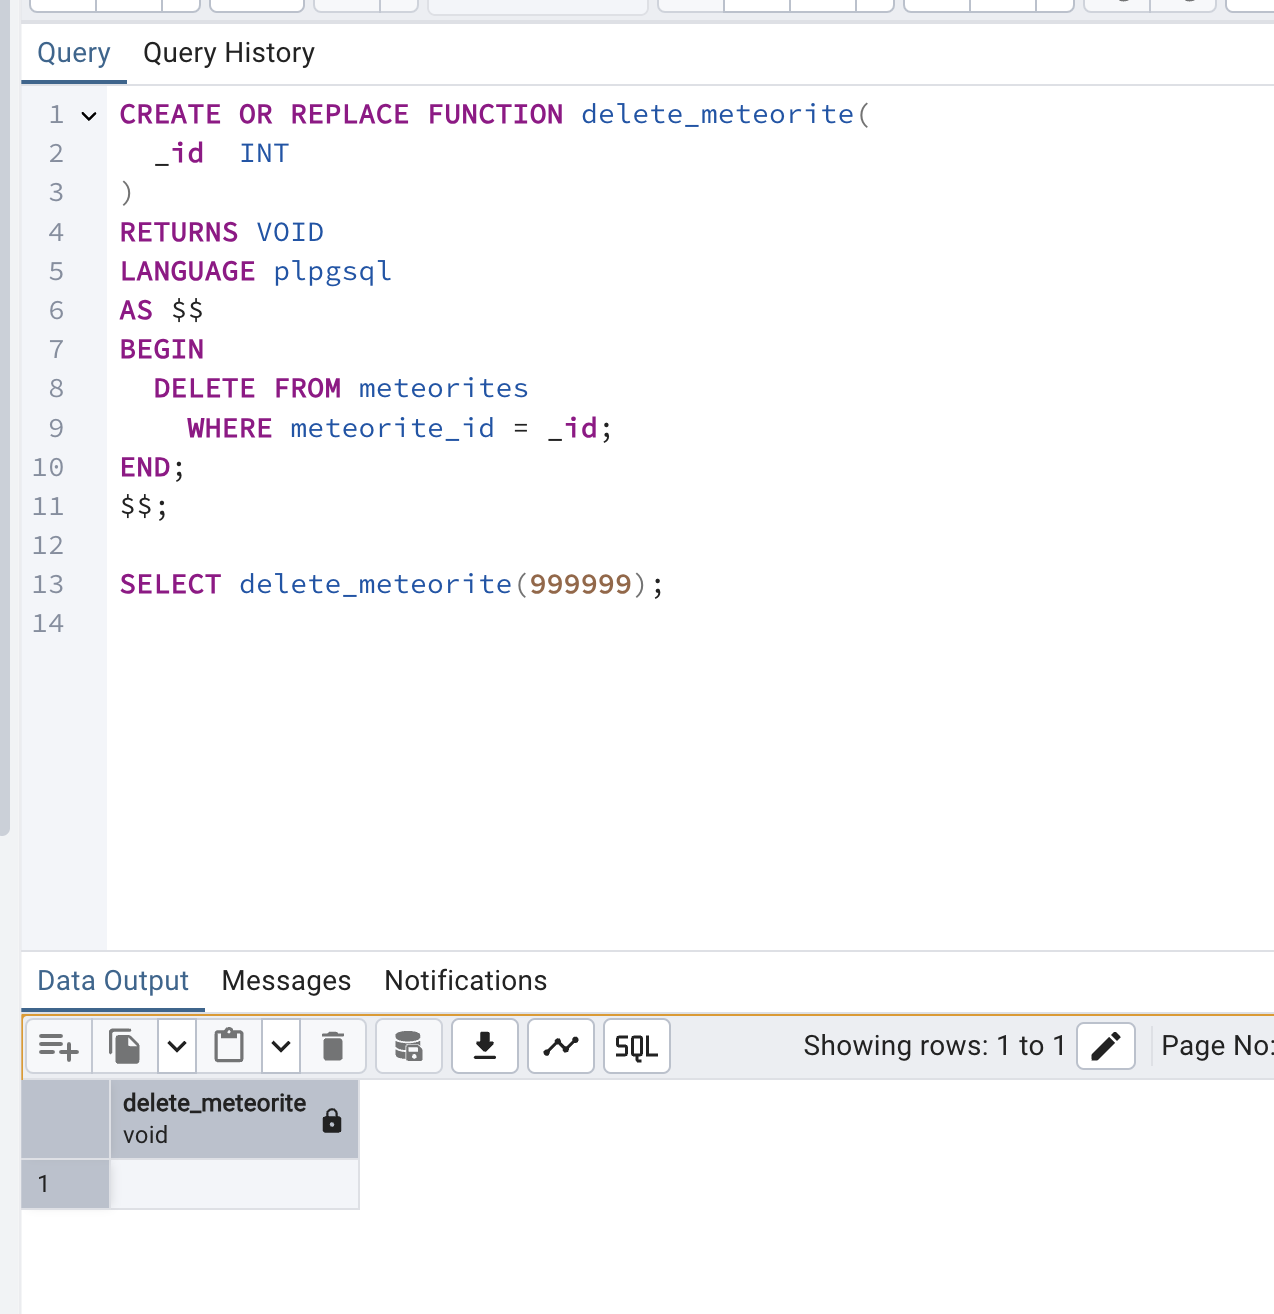 Query Query History
1 CREATE OR REPLACE FUNCTION delete_meteorite(
2 _id INT
3 )
4 RETURNS VOID
5 LANGUAGE plpgsql
6 AS $$
7 BEGIN
8 DELETE FROM meteorites
9 WHERE meteorite_id = _id;
10 END;
11 $$;
12
13 SELECT delete_meteorite(999999);
14
Data Output Messages Notifications
SQL Showing rows: 1 to 1 Page No:
delete_meteorite
void
1